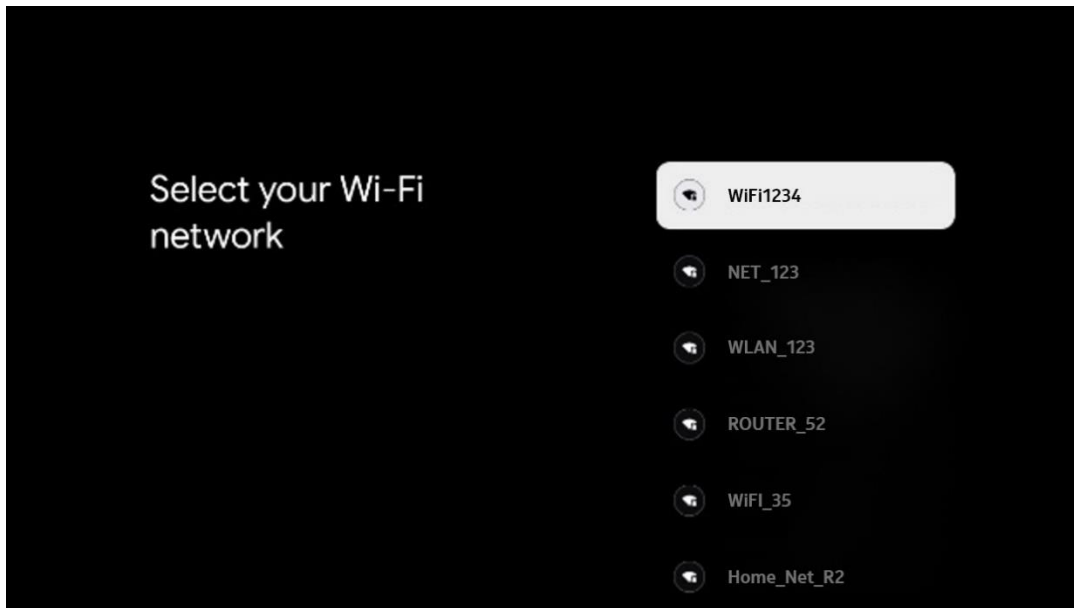 Select your Wi-Fi
network
WiFi1234
NET_123
WLAN_123
ROUTER_52
WiFI_35
Home_Net_R2